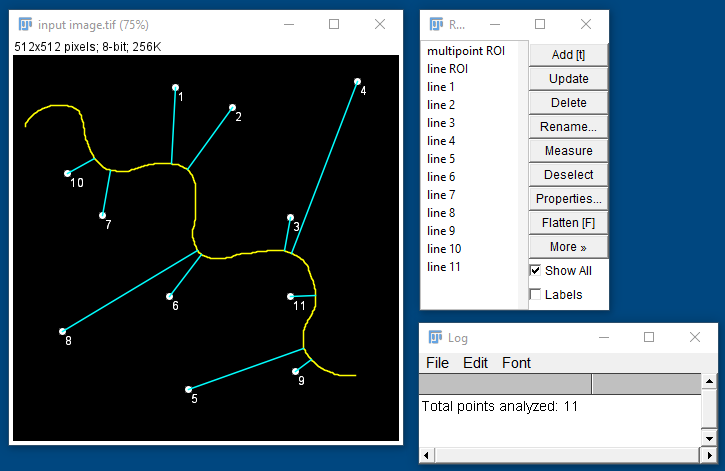 input image.tif (75%)
512x512 pixels; 8-bit; 256K
1
2
4
10
7
3
6
11
8
9
5
R...
multipoint ROI
line ROI
line 1
line 2
line 3
line 4
line 5
line 6
line 7
line 8
line 9
line 10
line 11
Add [t]
Update
Delete
Rename...
Measure
Deselect
Properties...
Flatten [F]
More »
Show All
Labels
Log
File Edit Font
Total points analyzed: 11